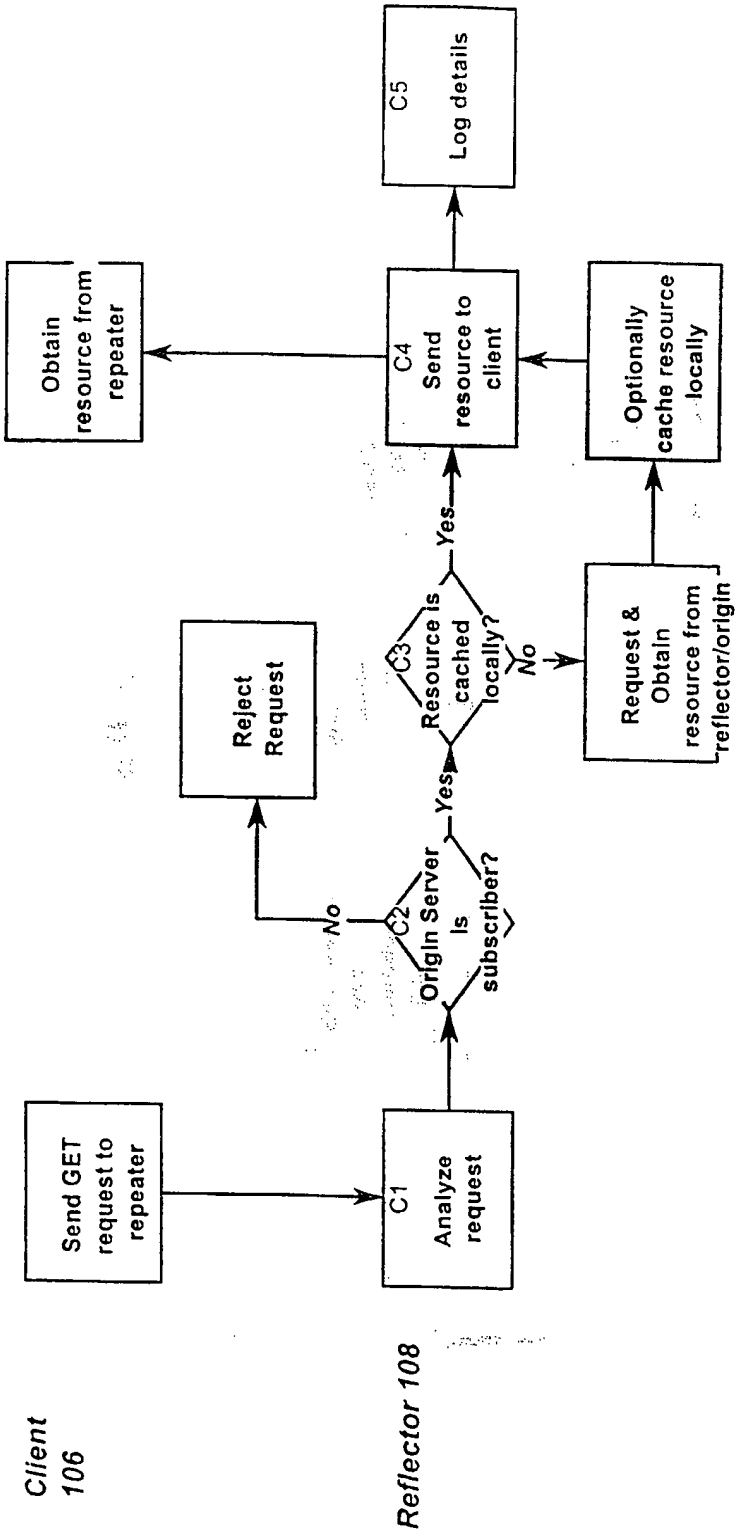 Client
106
Send GET
request to
repeater
Obtain
resource from
repeater
Reflector 108
C1
Analyze
request
C2
Origin Server
Is
subscriber?
No
Reject
Request
Yes
C3
Resource is
cached
locally?
Yes
No
Request &
Obtain
resource from
reflector/origin
Optionally
cache resource
locally
C4
Send
resource to
client
C5
Log details